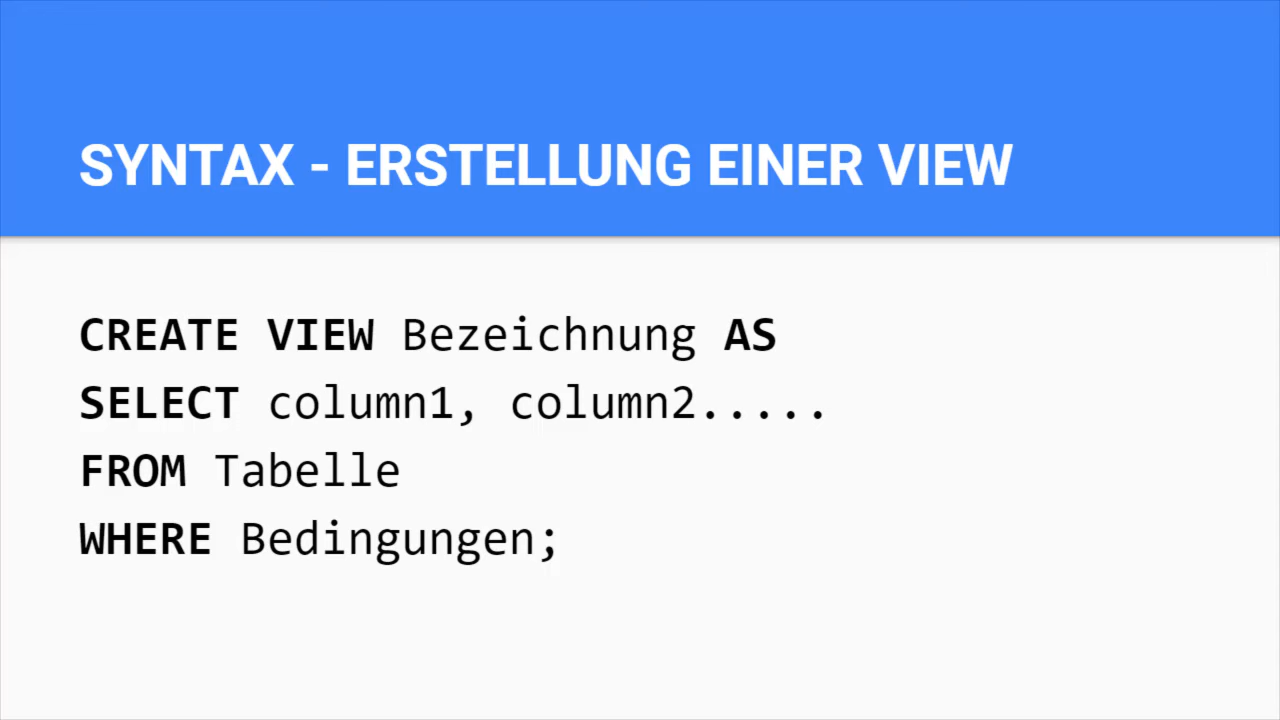 SYNTAX - ERSTELLUNG EINER VIEW
CREATE VIEW Bezeichnung AS
SELECT column1, column2.....
FROM Tabelle
WHERE Bedingungen;